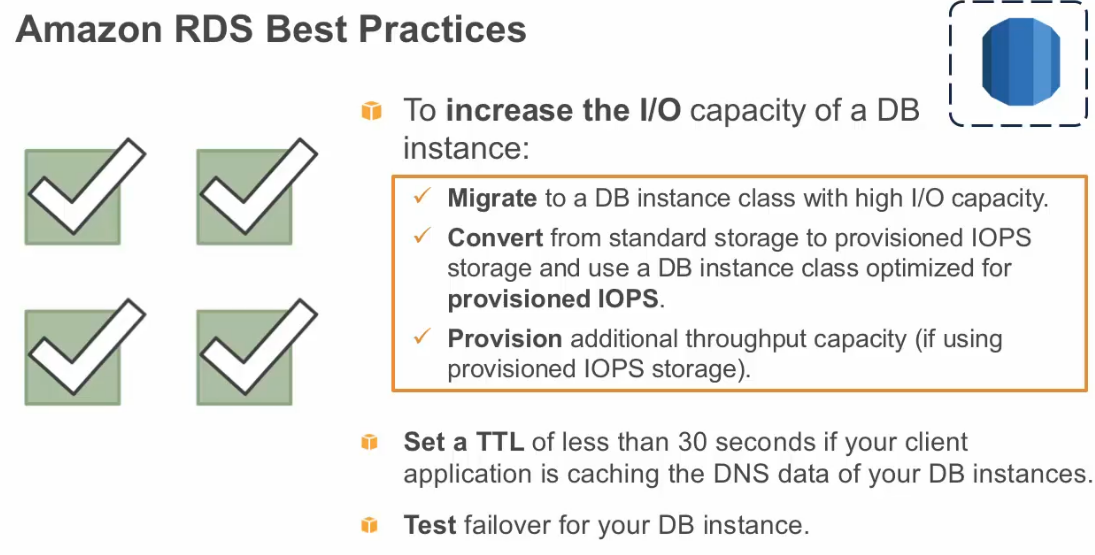 Amazon RDS Best Practices
To increase the I/O capacity of a DB
instance:
Migrate to a DB instance class with high I/O capacity.
Convert from standard storage to provisioned IOPS
storage and use a DB instance class optimized for
provisioned IOPS.
Provision additional throughput capacity (if using
provisioned IOPS storage).
Set a TTL of less than 30 seconds if your client
application is caching the DNS data of your DB instances.
Test failover for your DB instance.